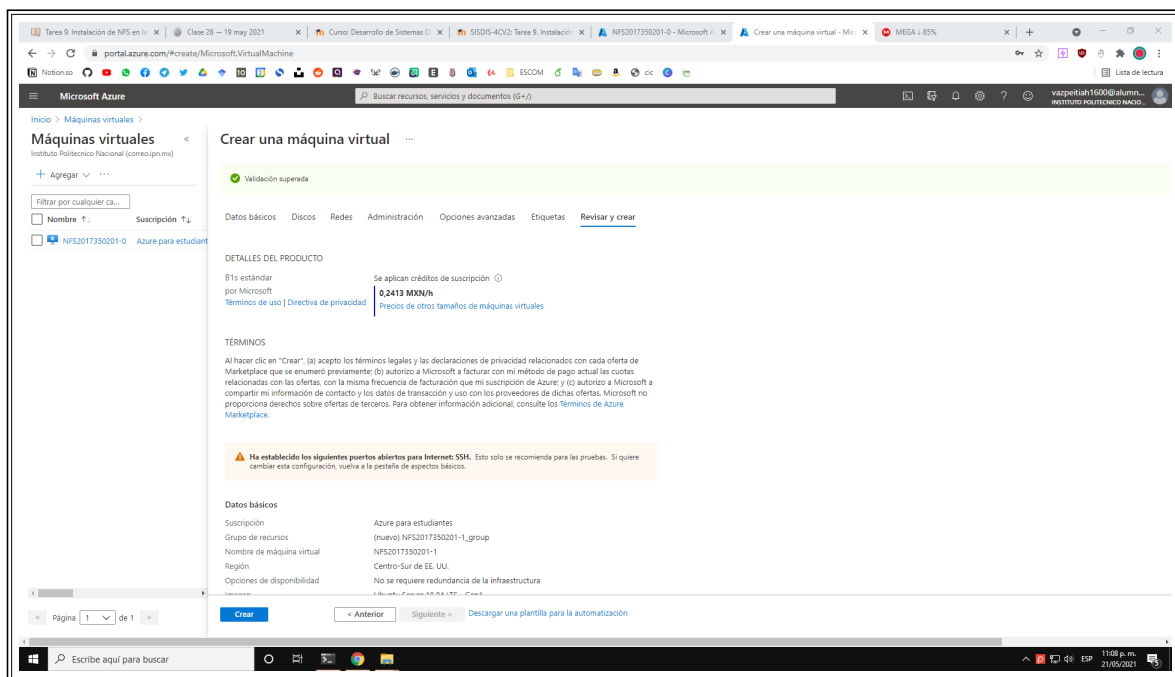 Tarea 9. Instalación de NFS en la
Clase 28 – 19 may 2021
Curso: Desarrollo de Sistemas D
SISDIS-4CV2: Tarea 9. Instalación
NFS2017350201-0 - Microsoft A
Crea una máquina virtual - Mic
MEGA ↓ 85%
portal.azure.com/#create/Microsoft.VirtualMachine
Notion.so
ESCOM
cic
Lista de lectura
Microsoft Azure
Buscar recursos, servicios y documentos (G+/)
vazpeitiah1600@alumn...
INSTITUTO POLITECNICO NACIO...
Inicio > Máquinas virtuales >
Máquinas virtuales
Instituto Politecnico Nacional (correo.ipn.mx)
Agregar
Filtrar por cualquier ca...
Nombre ↑↓ Suscripción ↑↓
NFS2017350201-0 Azure para estudiant
Página 1 de 1
Crear una máquina virtual ...
Validación superada
Datos básicos Discos Redes Administración Opciones avanzadas Etiquetas Revisar y crear
DETALLES DEL PRODUCTO
B1s estándar
por Microsoft
Términos de uso | Directiva de privacidad
Se aplican créditos de suscripción
0,2413 MXN/h
Precios de otros tamaños de máquinas virtuales
TÉRMINOS
Al hacer clic en "Crear", (a) acepto los términos legales y las declaraciones de privacidad relacionados con cada oferta de
Marketplace que se enumeró previamente; (b) autorizo a Microsoft a facturar con mi método de pago actual las cuotas
relacionadas con las ofertas, con la misma frecuencia de facturación que mi suscripción de Azure; y (c) autorizo a Microsoft a
compartir mi información de contacto y los datos de transacción y uso con los proveedores de dichas ofertas. Microsoft no
proporciona derechos sobre ofertas de terceros. Para obtener información adicional, consulte los Términos de Azure
Marketplace.
Ha establecido los siguientes puertos abiertos para Internet: SSH. Esto solo se recomienda para las pruebas. Si quiere
cambiar esta configuración, vuelva a la pestaña de aspectos básicos.
Datos básicos
Suscripción Azure para estudiantes
Grupo de recursos (nuevo) NFS2017350201-1_group
Nombre de máquina virtual NFS2017350201-1
Región Centro-Sur de EE. UU.
Opciones de disponibilidad No se requiere redundancia de la infraestructura
Imagen Ubuntu Server 18.04 LTS - Gen1
Crear < Anterior Siguiente > Descargar una plantilla para la automatización
Escribe aquí para buscar
ESP
11:08 p. m.
21/05/2021